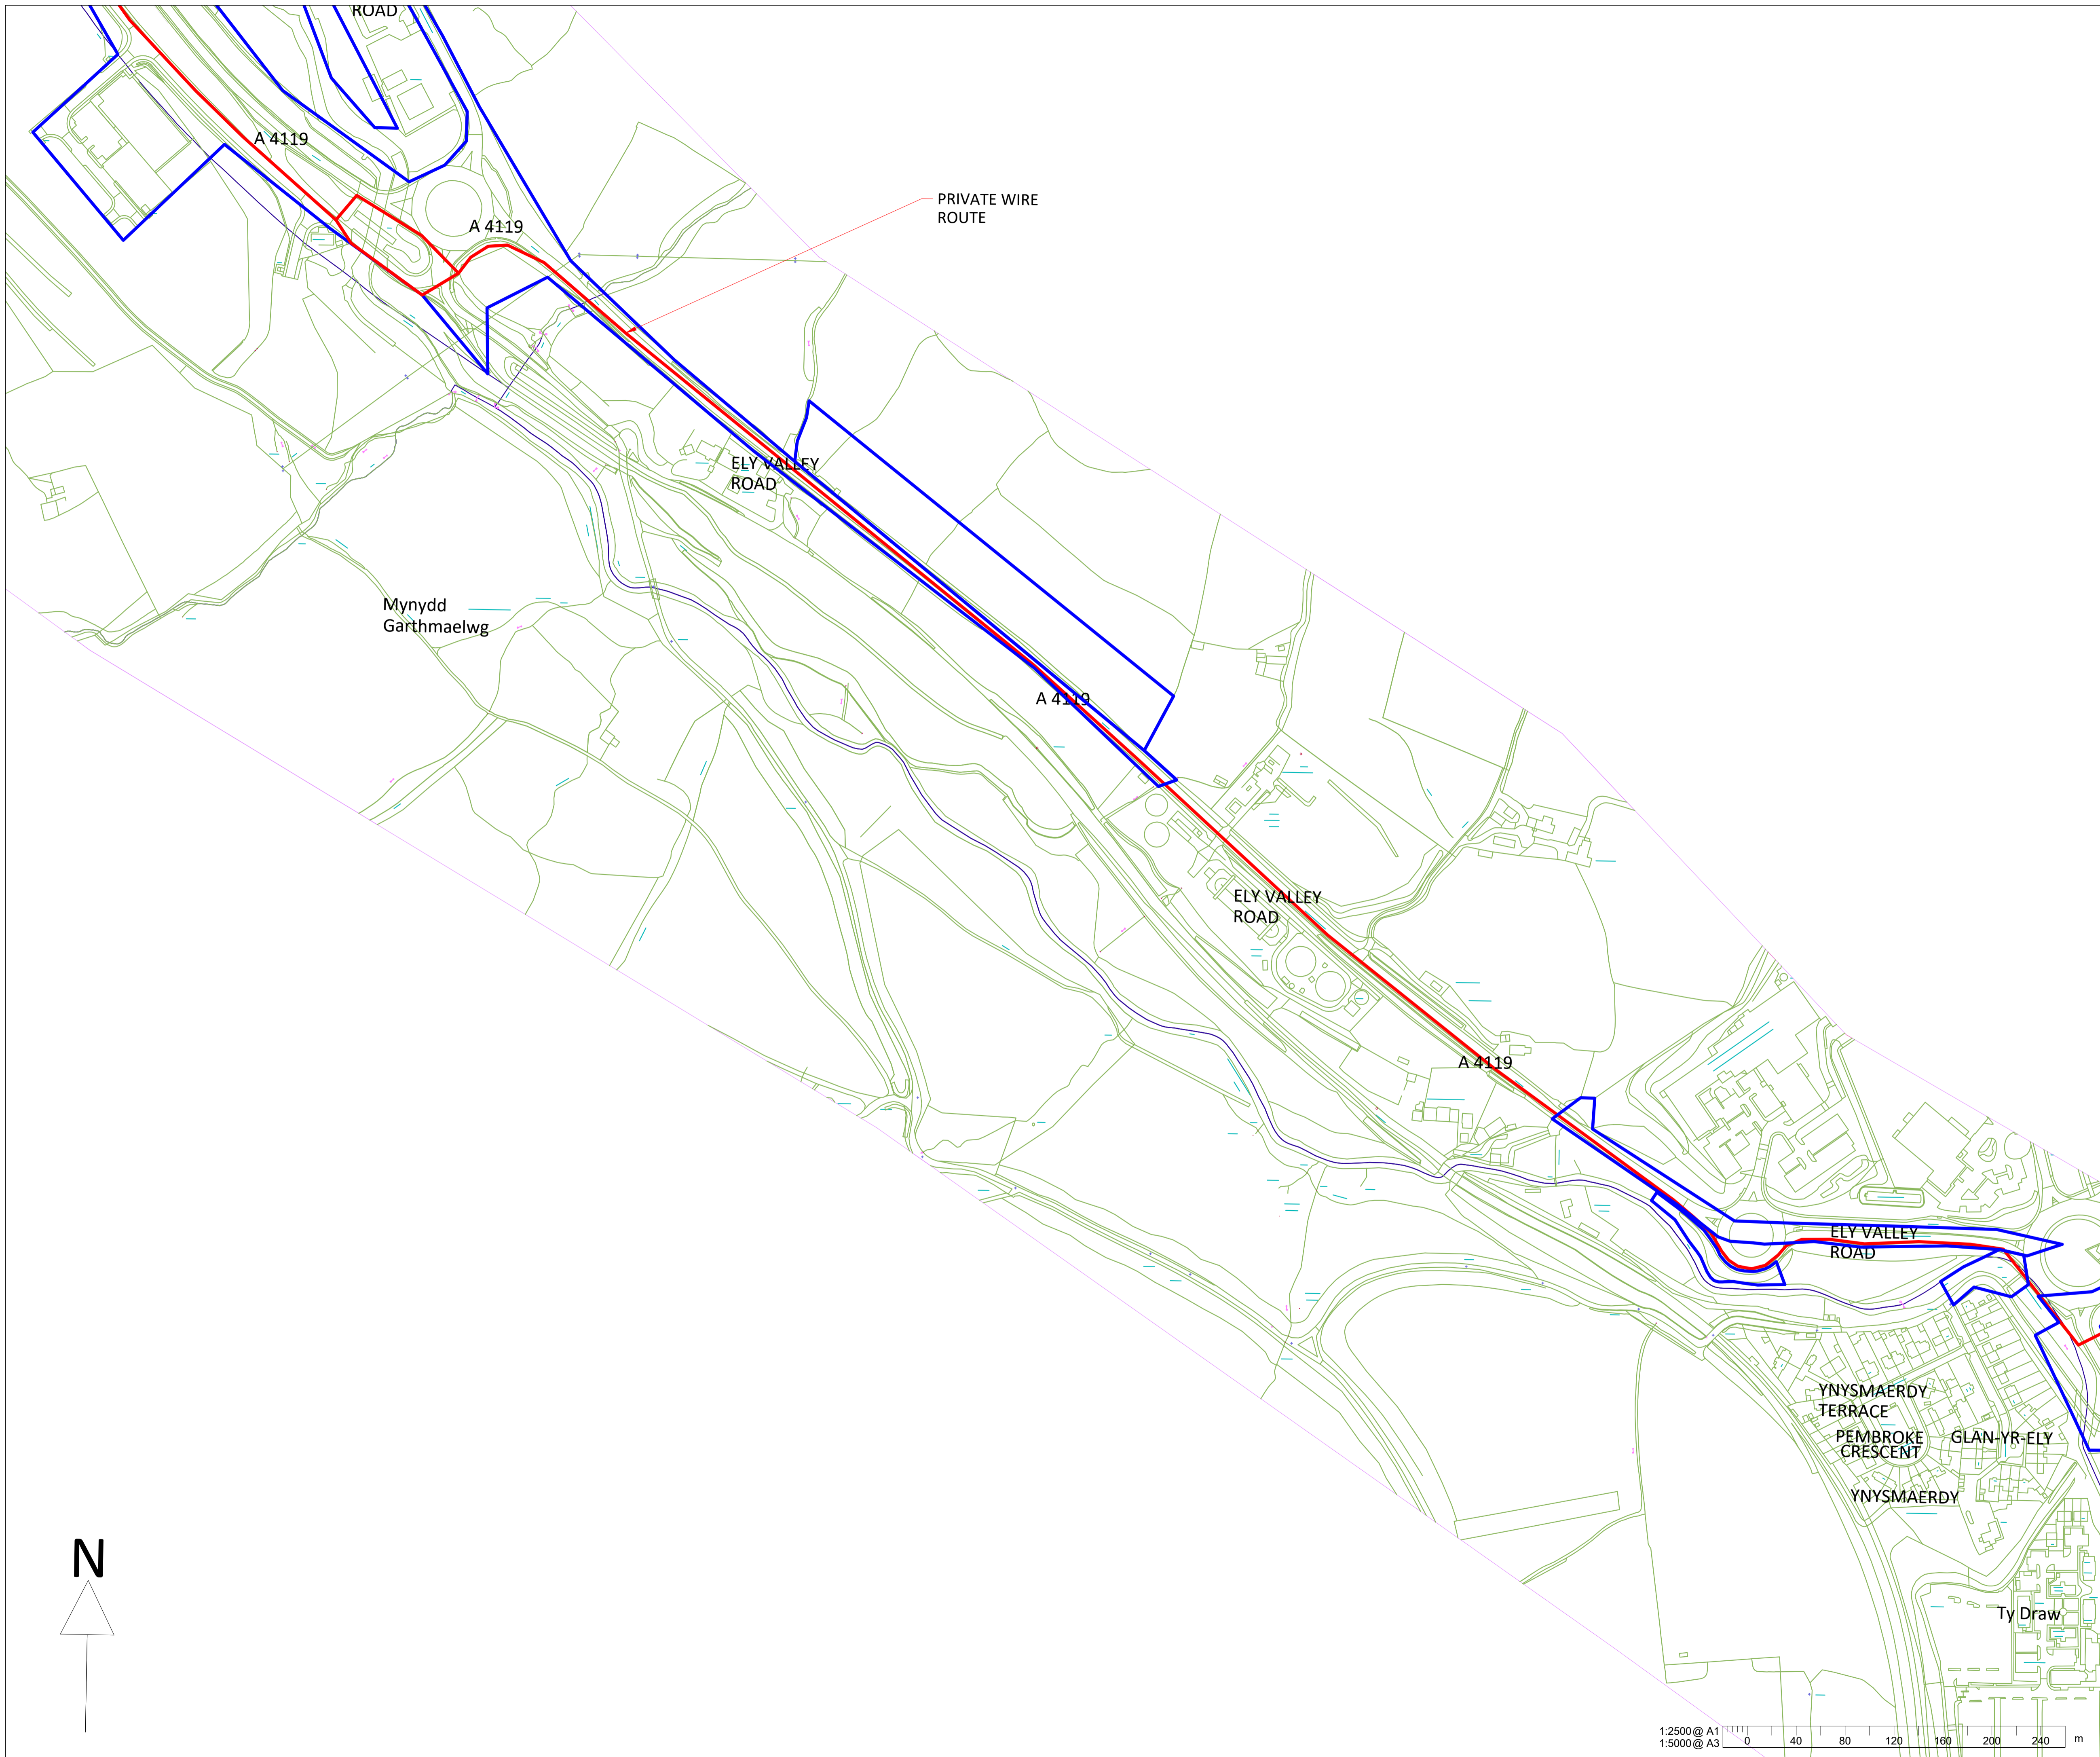 ROAD
A 4119
A 4119
PRIVATE WIRE
ROUTE
ELY VALLEY
ROAD
Mynydd
Garthmaelwg
A 4119
ELY VALLEY
ROAD
A 4119
ELY VALLEY
ROAD
YNYSMAERDY
TERRACE
PEMBROKE
CRESCENT
GLAN-YR-ELY
YNYSMAERDY
N
Ty Draw
1:2500 @ A1
1:5000 @ A3
0 40 80 120 160 200 240 m